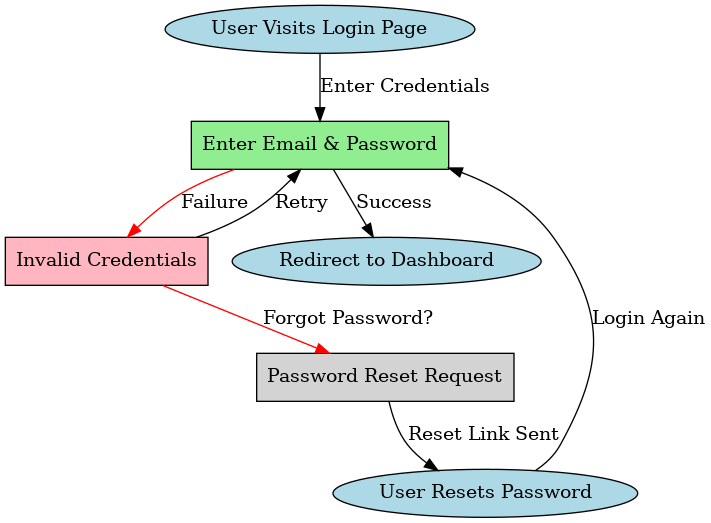 User Visits Login Page
Enter Credentials
Enter Email & Password
Failure
Retry
Success
Invalid Credentials
Redirect to Dashboard
Forgot Password?
Login Again
Password Reset Request
Reset Link Sent
User Resets Password